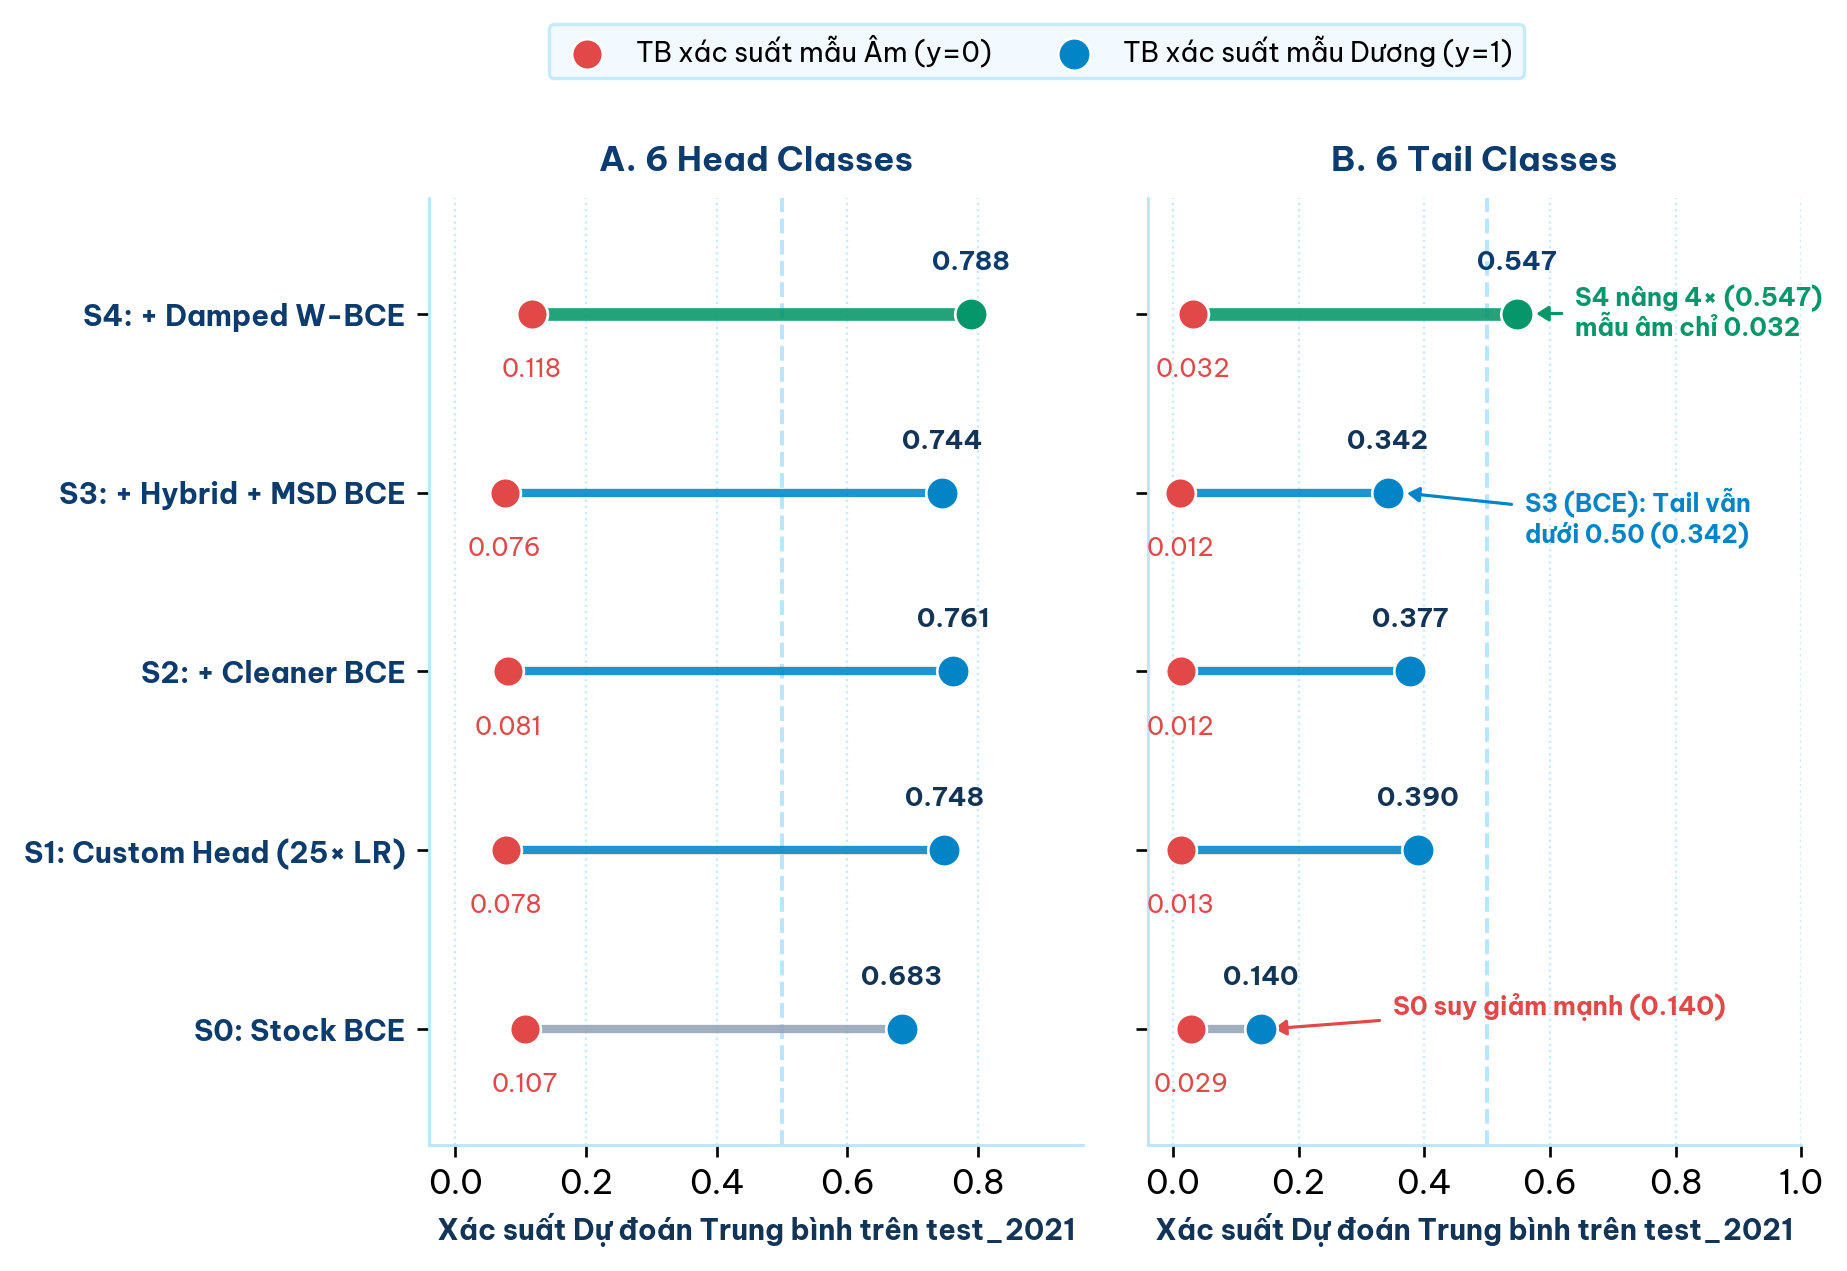 TB xác suất mẫu Âm (y=0)
TB xác suất mẫu Dương (y=1)
A. 6 Head Classes
B. 6 Tail Classes
S4: + Damped W-BCE
0.788
0.118
0.547
S4 nâng 4× (0.547)
mẫu âm chỉ 0.032
0.032
S3: + Hybrid + MSD BCE
0.744
0.076
0.342
S3 (BCE): Tail vẫn
dưới 0.50 (0.342)
0.012
S2: + Cleaner BCE
0.761
0.081
0.377
0.012
S1: Custom Head (25× LR)
0.748
0.078
0.390
0.013
S0: Stock BCE
0.683
0.107
0.140
S0 suy giảm mạnh (0.140)
0.029
0.0 0.2 0.4 0.6 0.8
0.0 0.2 0.4 0.6 0.8 1.0
Xác suất Dự đoán Trung bình trên test_2021
Xác suất Dự đoán Trung bình trên test_2021